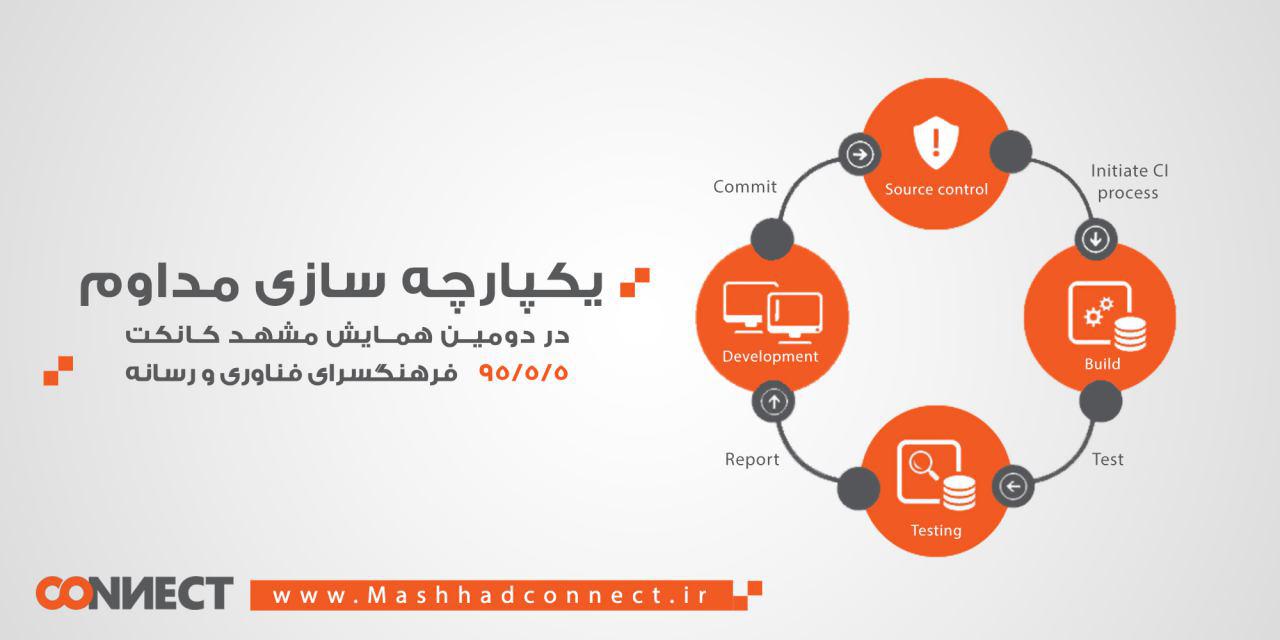 یکپارچه سازی مداوم
در دومین همایش مشهد کانکت
۹۵/۵/۵ فرهنگسرای فناوری و رسانه
Source control
Initiate CI
process
Build
Test
Testing
Report
Development
Commit
CONNECT
www.Mashhadconnect.ir